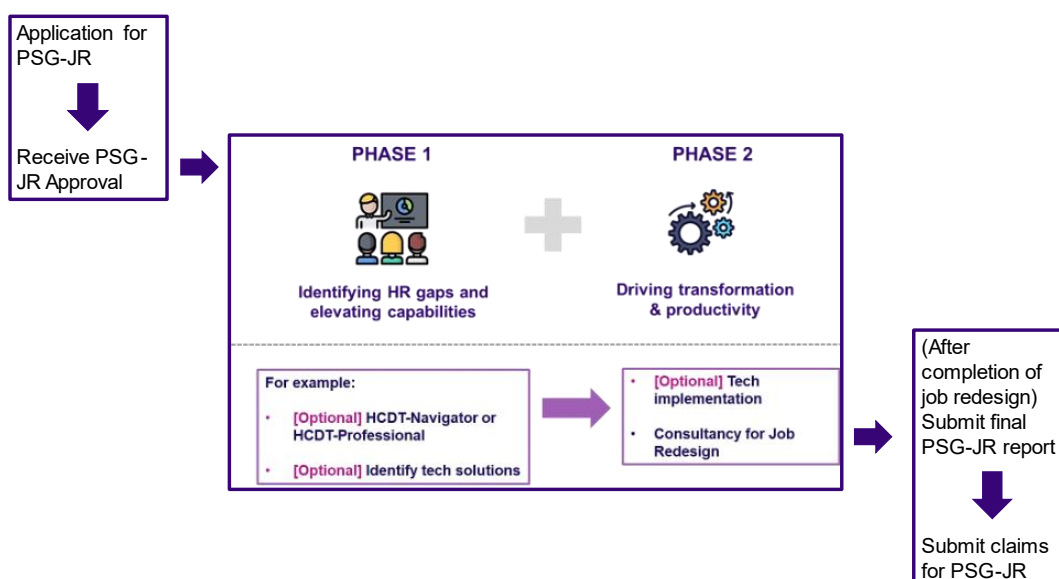 Application for
PSG-JR
Receive PSG-
JR Approval
PHASE 1
Identifying HR gaps and
elevating capabilities
PHASE 2
Driving transformation
& productivity
For example:
• [Optional] HCDT-Navigator or
HCDT-Professional
• [Optional] Identify tech solutions
• [Optional] Tech
implementation
• Consultancy for Job
Redesign
(After
completion of
job redesign)
Submit final
PSG-JR report
Submit claims
for PSG-JR